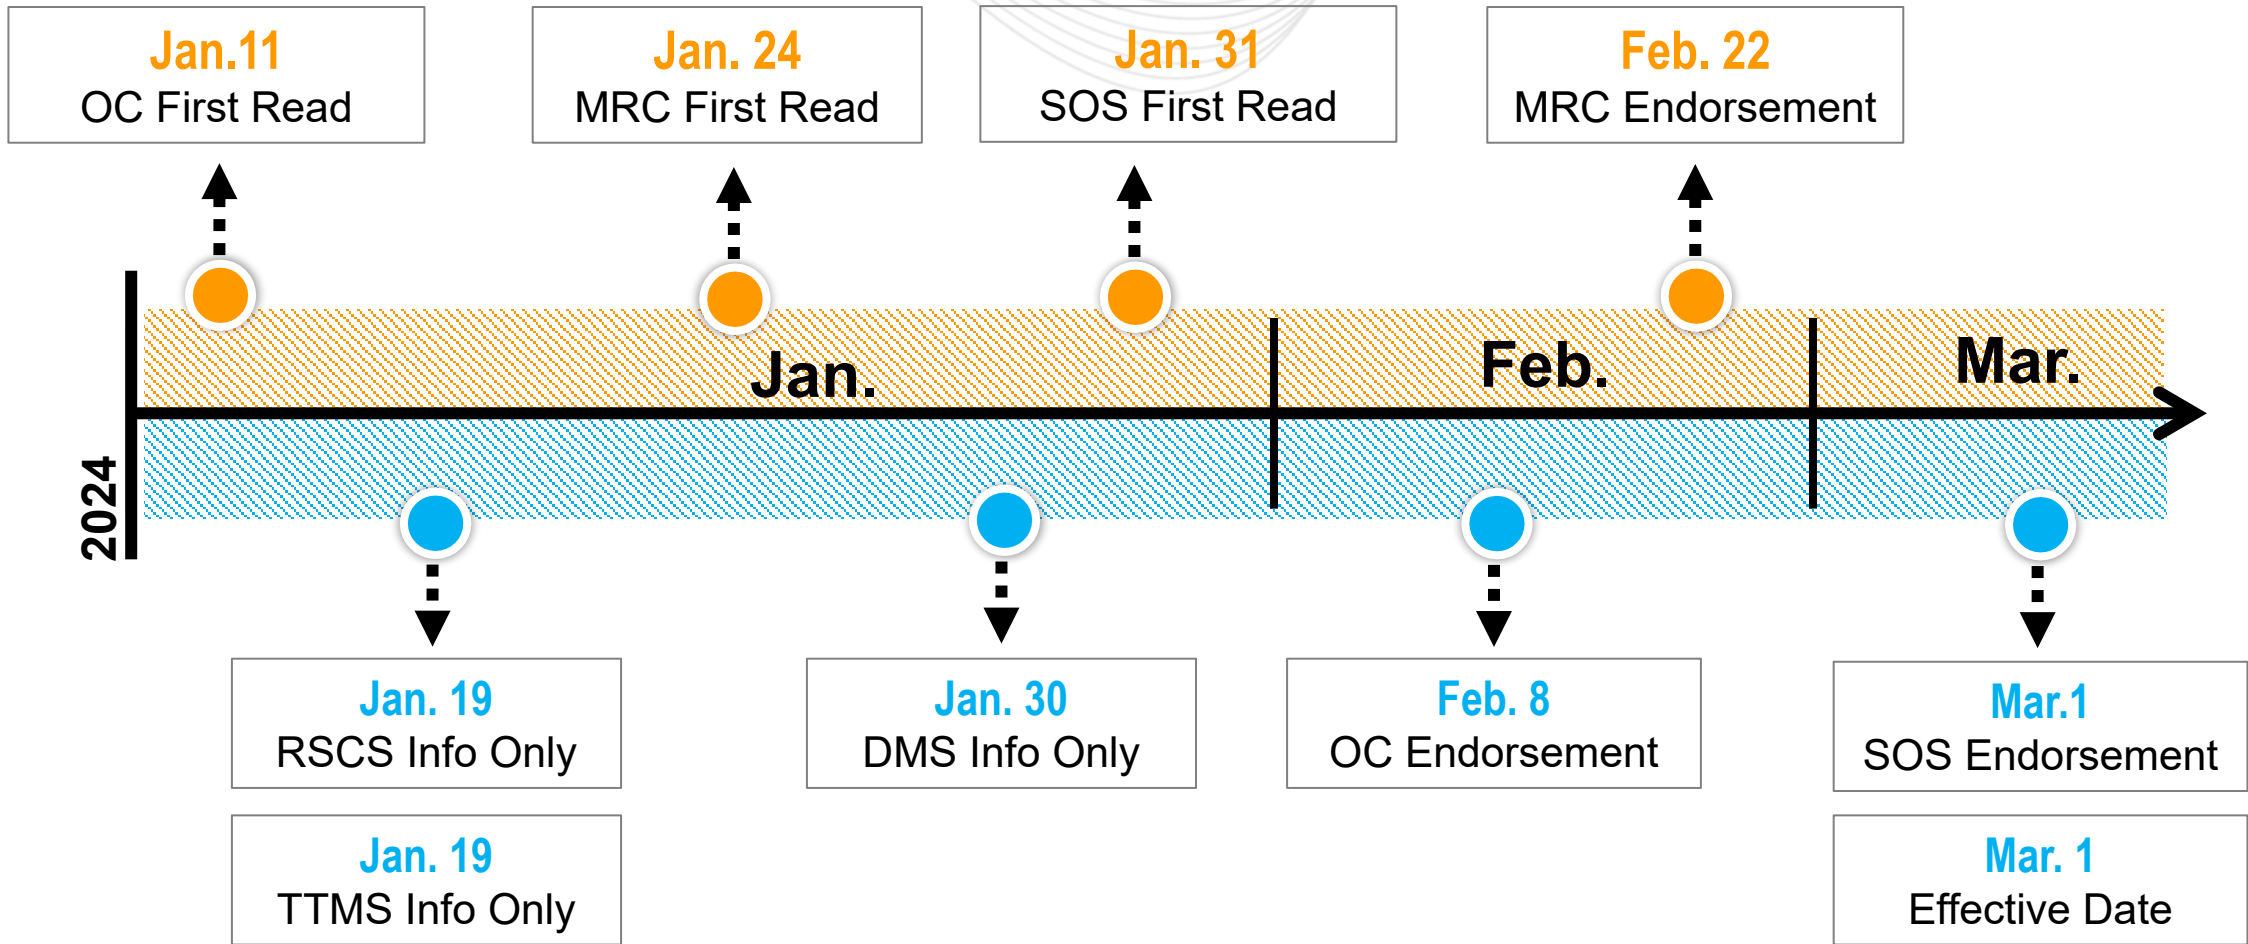 Jan.11
OC First Read
Jan. 24
MRC First Read
Jan. 31
SOS First Read
Feb. 22
MRC Endorsement
Jan.
Feb.
Mar.
2024
Jan. 19
RSCS Info Only
Jan. 19
TTMS Info Only
Jan. 30
DMS Info Only
Feb. 8
OC Endorsement
Mar.1
SOS Endorsement
Mar. 1
Effective Date